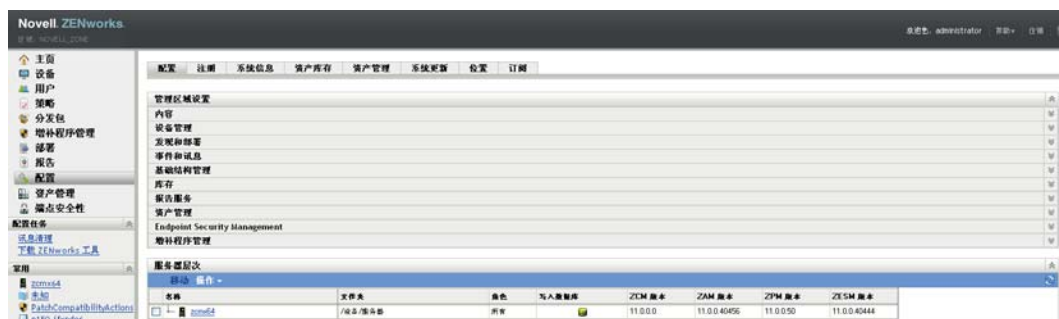 Novell ZENworks.
区域: NOVELL_ZONE
欢迎您, administrator 帮助 注销
主页
设备
用户
策略
分发包
增补程序管理
部署
报告
配置
资产管理
端点安全性
配置任务
讯息清理
下载 ZENworks 工具
常用
zcmx64
未知
PatchCompatibilityActions
配置 注册 系统信息 资产库存 资产管理 系统更新 位置 订阅
管理区域设置
内容
设备管理
发现和部署
事件和讯息
基础结构管理
库存
报告服务
资产管理
Endpoint Security Management
增补程序管理
服务器层次
移动 操作
名称 文件夹 角色 写入数据库 ZCM 版本 ZAM 版本 ZPM 版本 ZESM 版本
zcmx64 /设备/服务器 所有 11.0.0.0 11.0.0.40456 11.0.0.50 11.0.0.40444